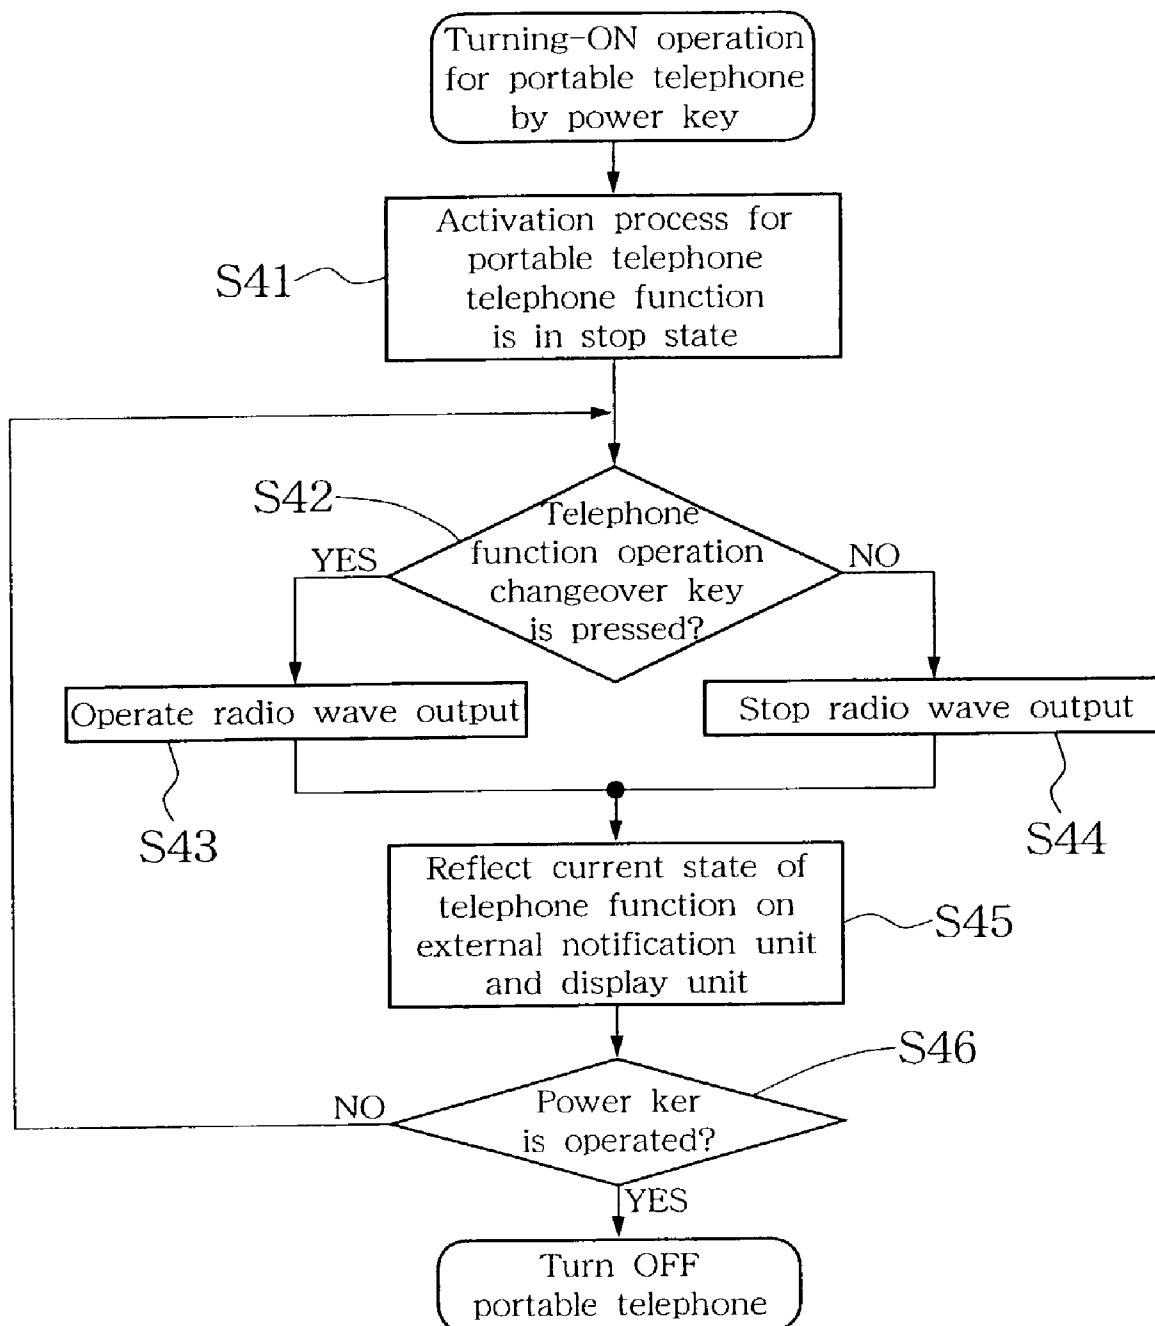 Turning-ON operation
for portable telephone
by power key
Activation process for
portable telephone
telephone function
is in stop state
S41
S42
Telephone
function operation
changeover key
is pressed?
YES
NO
Operate radio wave output
Stop radio wave output
S43
S44
Reflect current state of
telephone function on
external notification unit
and display unit
S45
S46
Power ker
is operated?
NO
YES
Turn OFF
portable telephone